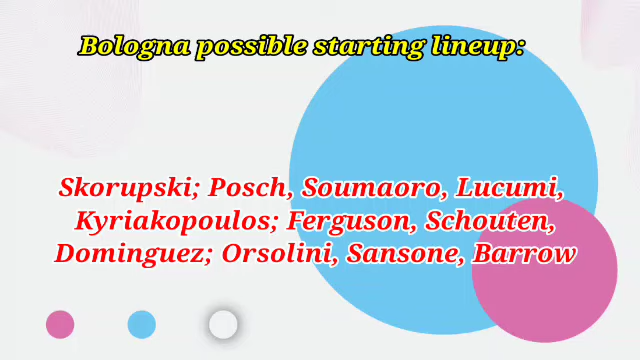 Bologna possible starting lineup:
Skorupski; Posch, Soumaoro, Lucumi,
Kyriakopoulos; Ferguson, Schouten,
Dominguez; Orsolini, Sansone, Barrow